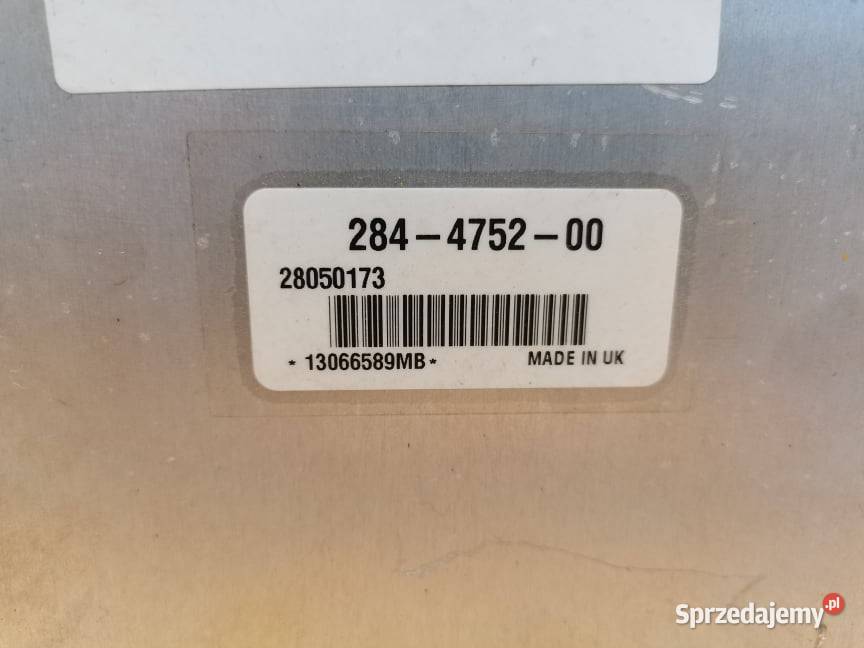 284-4752-00
28050173
* 13066589MB *
MADE IN UK
Sprzedajemy.pl